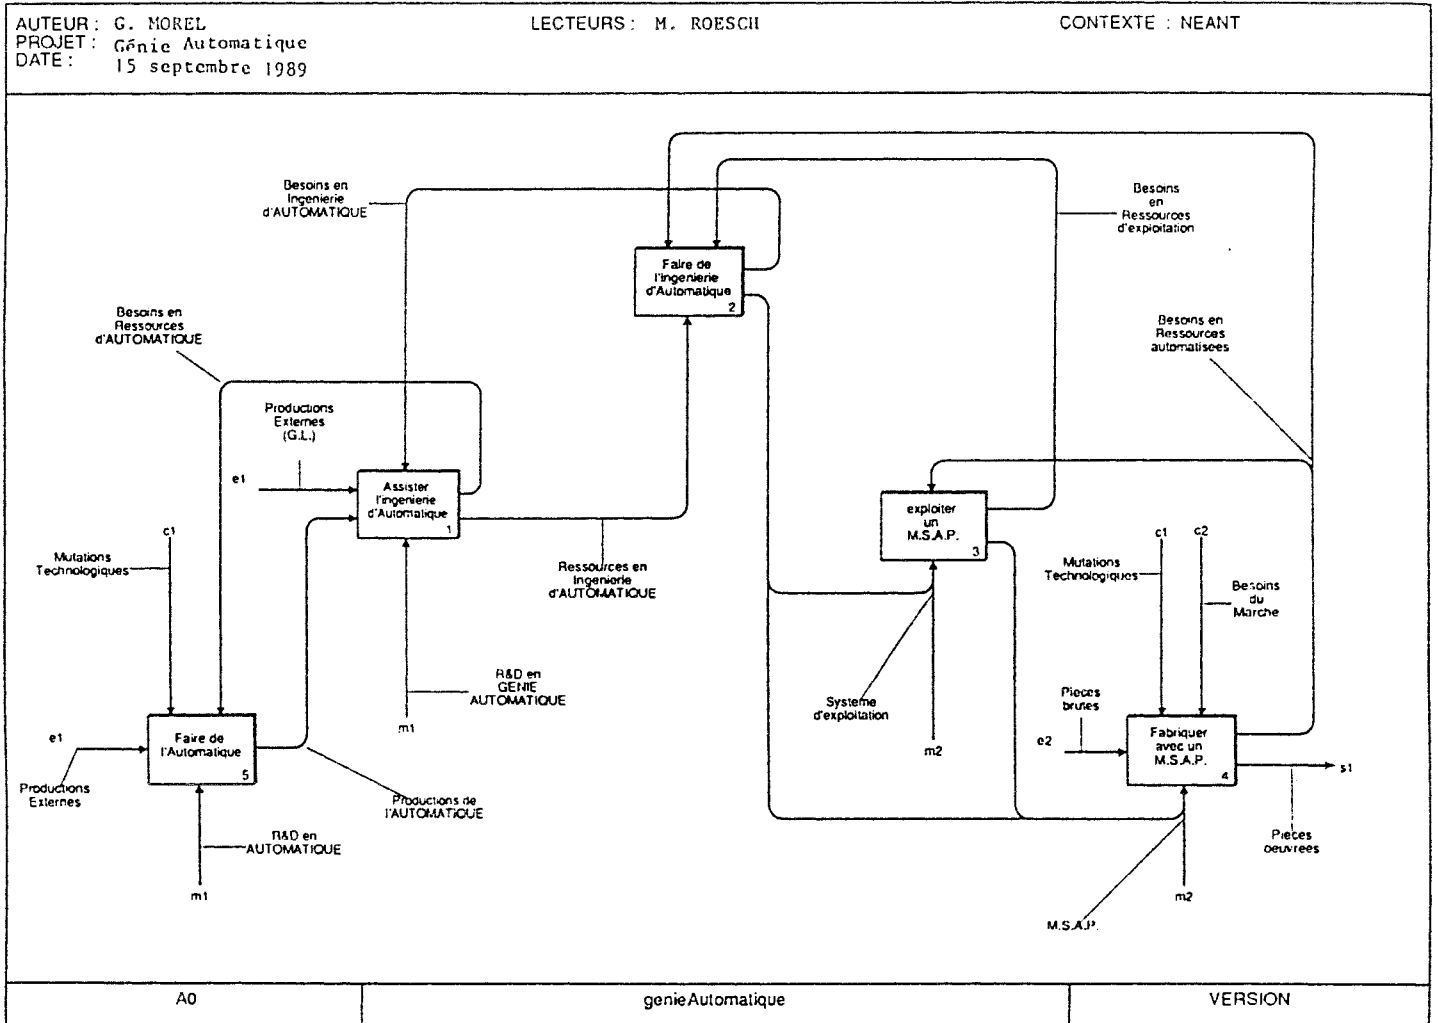 AUTEUR : G. MOREL
LECTEURS : M. ROESCH
CONTEXTE : NEANT
PROJET : Génie Automatique
DATE : 15 septembre 1989
Besoins en
Ingenierie
d'AUTOMATIQUE
Besoins
en
Ressources
d'exploitation
Faire de
l'Ingenierie
d'Automatique
2
Besoins en
Ressources
d'AUTOMATIQUE
Besoins en
Ressources
automatisees
Productions
Externes
(G.L.)
e1
Assister
l'ingenierie
d'Automatique
1
exploiter
un
M.S.A.P.
3
c1
Mutations
Technologiques
Ressources en
Ingenierie
d'AUTOMATIQUE
c1
c2
Mutations
Technologiques
Besoins
du
Marche
R&D en
GENIE
AUTOMATIQUE
m1
Systeme
d'exploitation
m2
Pieces
brutes
e2
Fabriquer
avec un
M.S.A.P.
4
s1
Pieces
oeuvrees
e1
Faire de
l'Automatique
5
Productions
Externes
Productions de
l'AUTOMATIQUE
R&D en
AUTOMATIQUE
m1
m2
M.S.A.P.
A0
genieAutomatique
VERSION